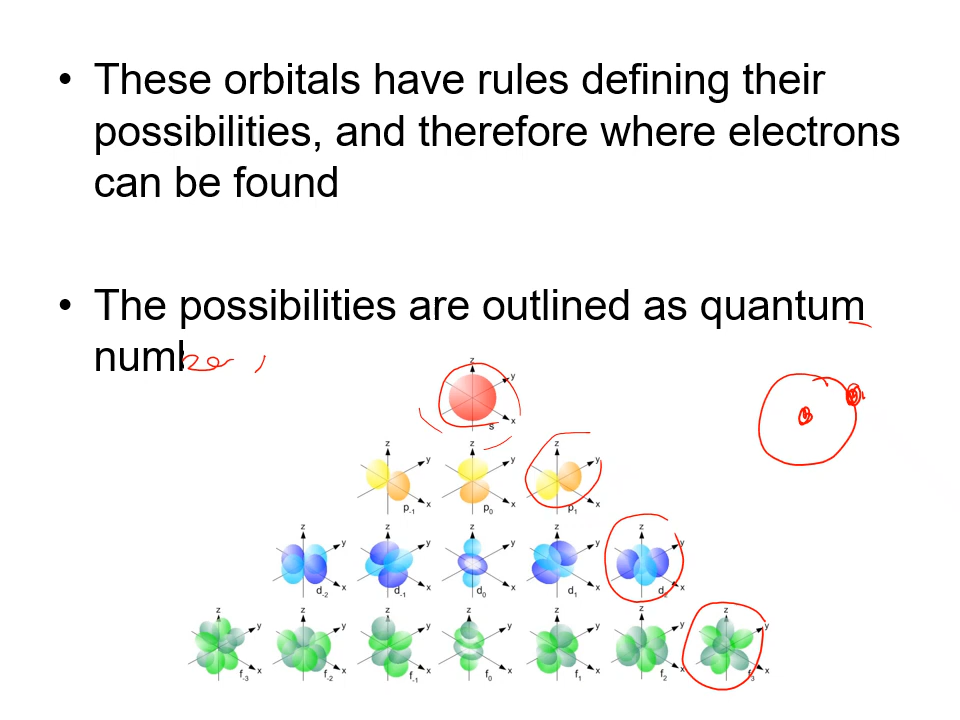 • These orbitals have rules defining their
possibilities, and therefore where electrons
can be found
• The possibilities are outlined as quantum
z
y
x
s
z z z
y y y
x x x
p-1 p0 p1
z z z z z
y y y y y
x x x x x
d-2 d-1 d0 d1 d2
z z z z z z z
y y y y y y y
x x x x x x x
f-3 f-2 f-1 f0 f1 f2 f3